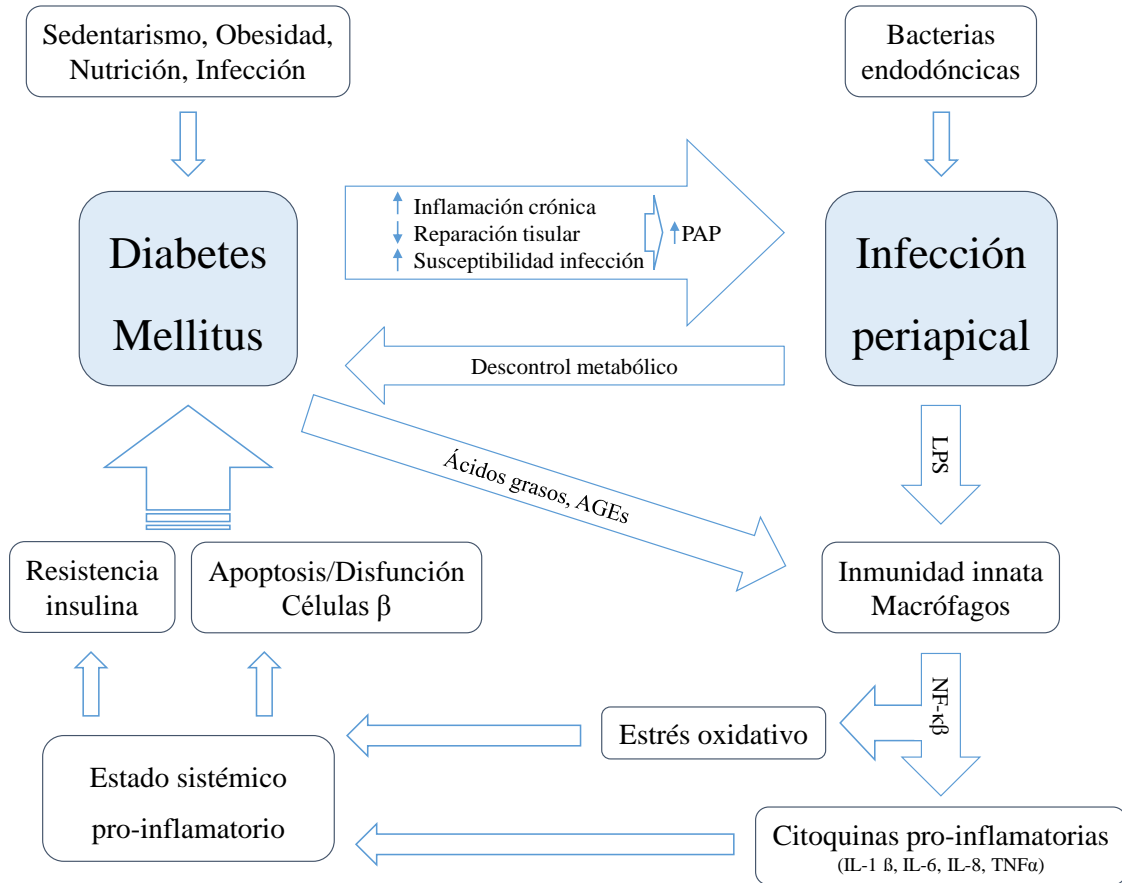 Sedentarismo, Obesidad,
Nutrición, Infección
Bacterias
endodóncicas
Diabetes
Mellitus
Inflamación crónica
Reparación tisular
Susceptibilidad infección
PAP
Infección
periapical
Descontrol metabólico
Ácidos grasos, AGEs
LPS
Resistencia
insulina
Apoptosis/Disfunción
Células β
Inmunidad innata
Macrófagos
NF-κβ
Estrés oxidativo
Estado sistémico
pro-inflamatorio
Citoquinas pro-inflamatorias
(IL-1 ß, IL-6, IL-8, TNFα)